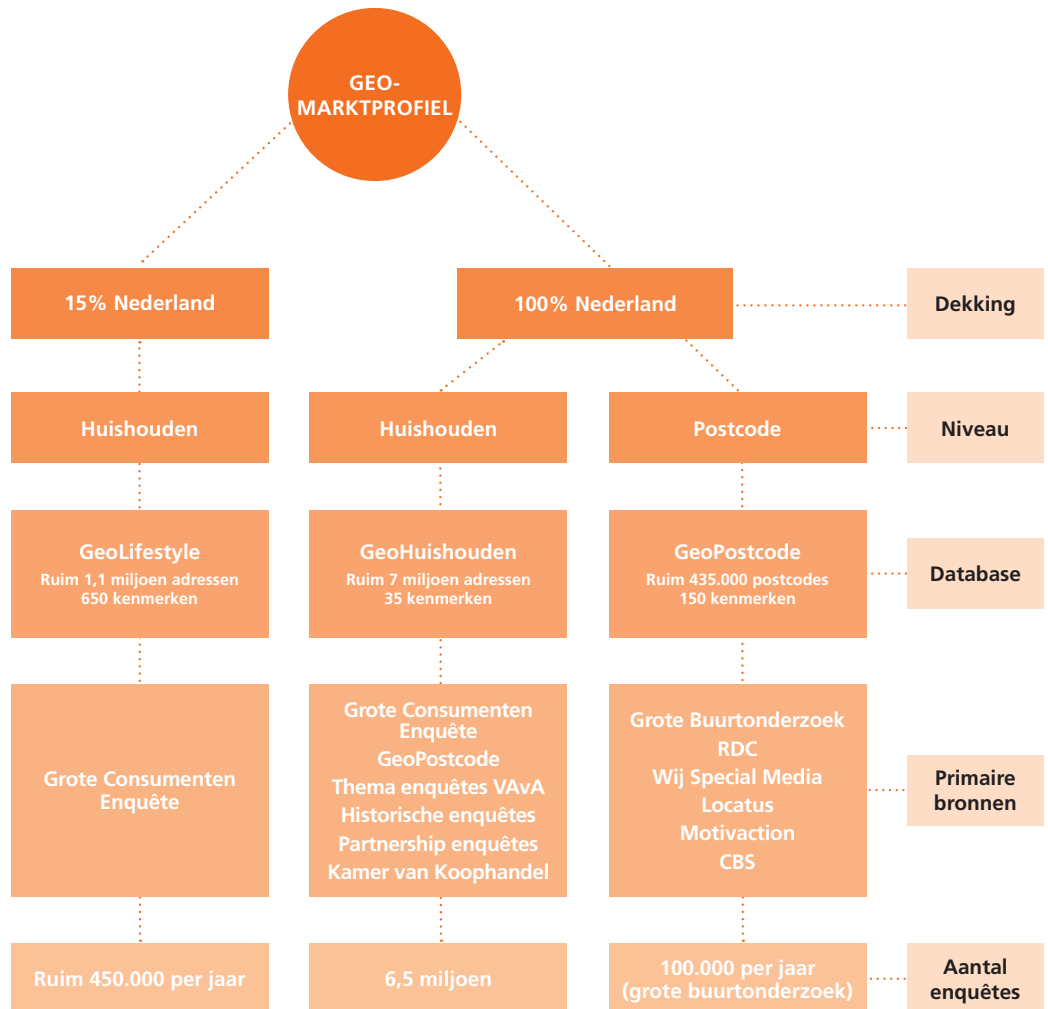 GEO-
MARKTPROFIEL
15% Nederland
100% Nederland
Dekking
Huishouden
Huishouden
Postcode
Niveau
GeoLifestyle
Ruim 1,1 miljoen adressen
650 kenmerken
GeoHuishouden
Ruim 7 miljoen adressen
35 kenmerken
GeoPostcode
Ruim 435.000 postcodes
150 kenmerken
Database
Grote Consumenten
Enquête
Grote Consumenten
Enquête
GeoPostcode
Thema enquêtes VAvA
Historische enquêtes
Partnership enquêtes
Kamer van Koophandel
Grote Buurtonderzoek
RDC
Wij Special Media
Locatus
Motivaction
CBS
Primaire
bronnen
Ruim 450.000 per jaar
6,5 miljoen
100.000 per jaar
(grote buurtonderzoek)
Aantal
enquêtes